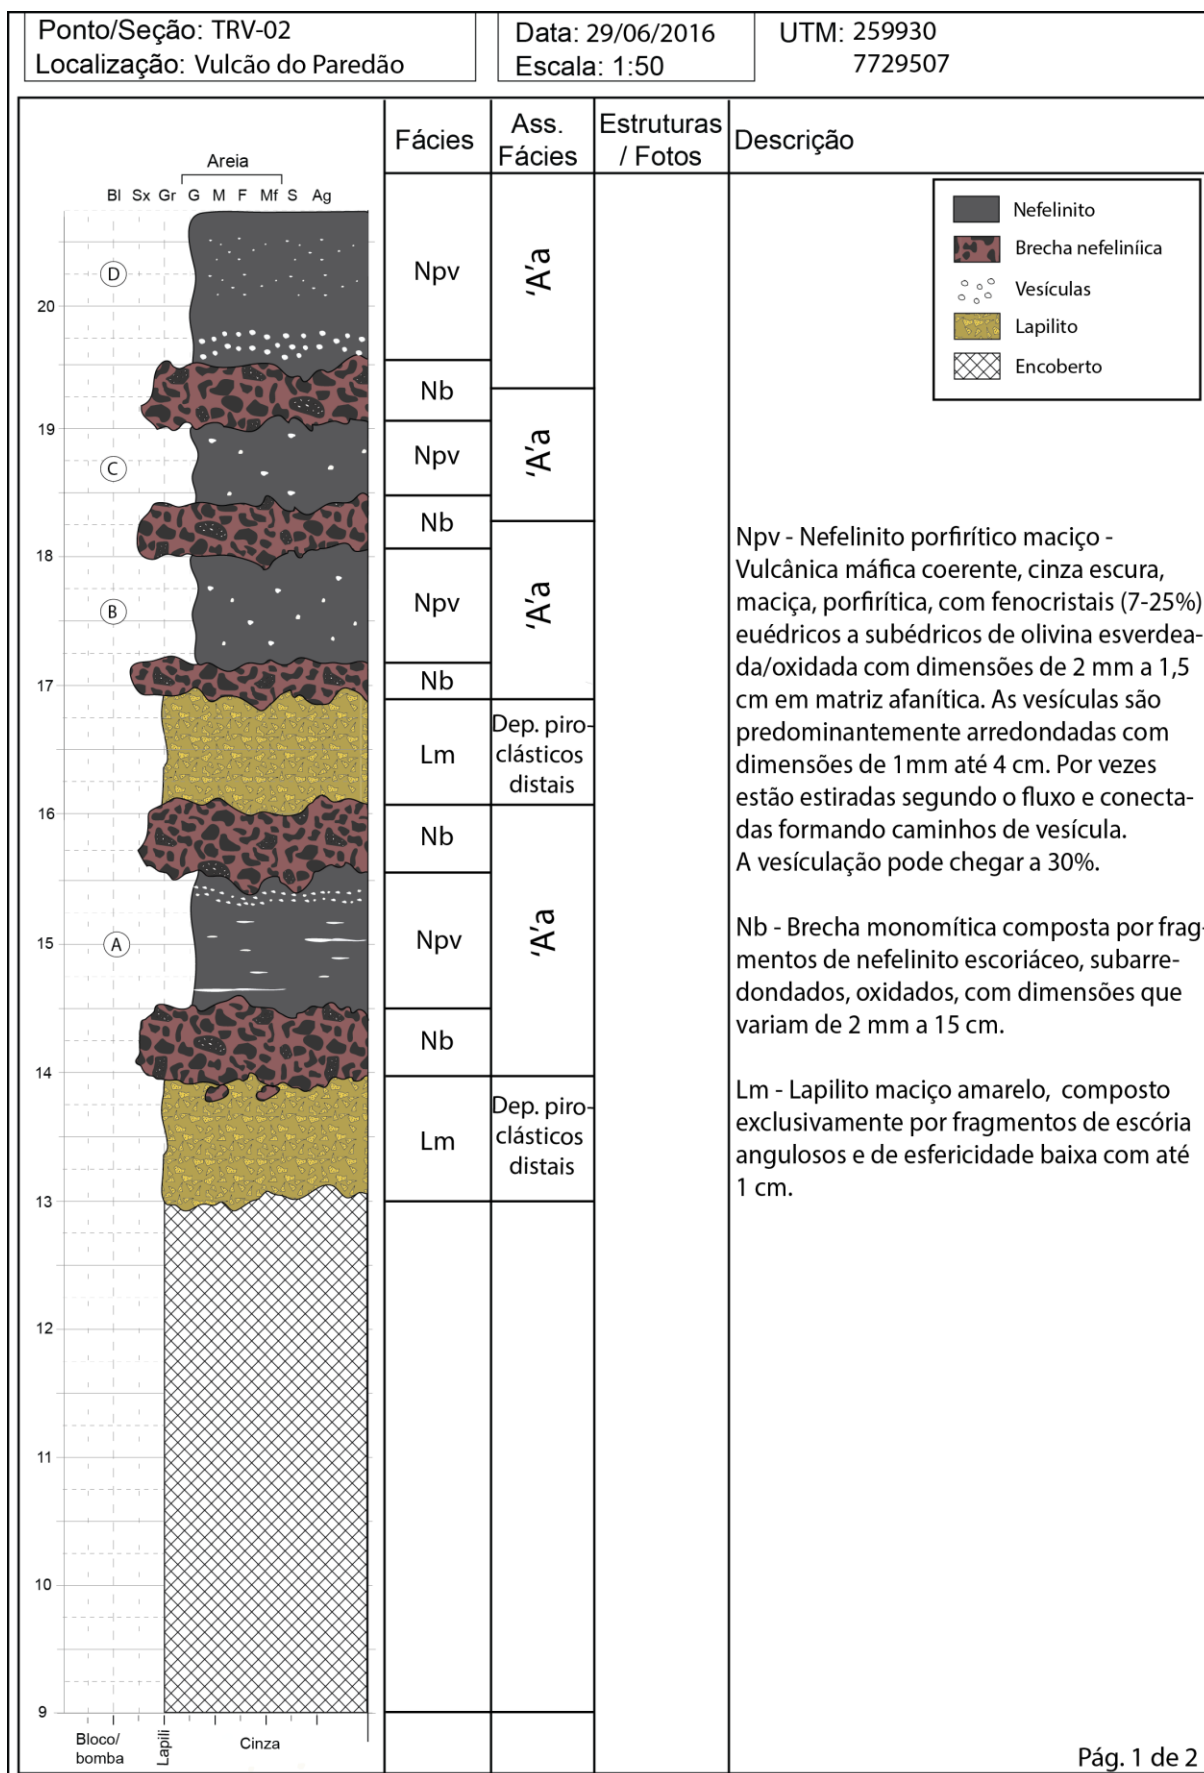 Ponto/Seção: TRV-02
Localização: Vulcão do Paredão
Data: 29/06/2016
Escala: 1:50
UTM: 259930
7729507
Fácies
Ass.
Fácies
Estruturas
/ Fotos
Descrição
Areia
Bl Sx Gr G M F Mf S Ag
Nefelinito
Brecha nefeliníica
Vesículas
Lapilito
Encoberto
D
Npv
'A'a
20
Nb
19
C
Npv
'A'a
Nb
18
B
Npv
'A'a
Nb
17
Lm
Dep. piro-
clásticos
distais
16
Nb
15
A
Npv
'A'a
Nb
14
Lm
Dep. piro-
clásticos
distais
13
12
11
10
9
Bloco/
bomba
Lapili
Cinza
Npv - Nefelinito porfirítico maciço -
Vulcânica máfica coerente, cinza escura,
maciça, porfirítica, com fenocristais (7-25%)
euédricos a subédricos de olivina esverdea-
da/oxidada com dimensões de 2 mm a 1,5
cm em matriz afanítica. As vesículas são
predominantemente arredondadas com
dimensões de 1mm até 4 cm. Por vezes
estão estiradas segundo o fluxo e conecta-
das formando caminhos de vesícula.
A vesículação pode chegar a 30%.
Nb - Brecha monomítica composta por frag-
mentos de nefelinito escoriáceo, subarre-
dondados, oxidados, com dimensões que
variam de 2 mm a 15 cm.
Lm - Lapilito maciço amarelo, composto
exclusivamente por fragmentos de escória
angulosos e de esfericidade baixa com até
1 cm.
Pág. 1 de 2